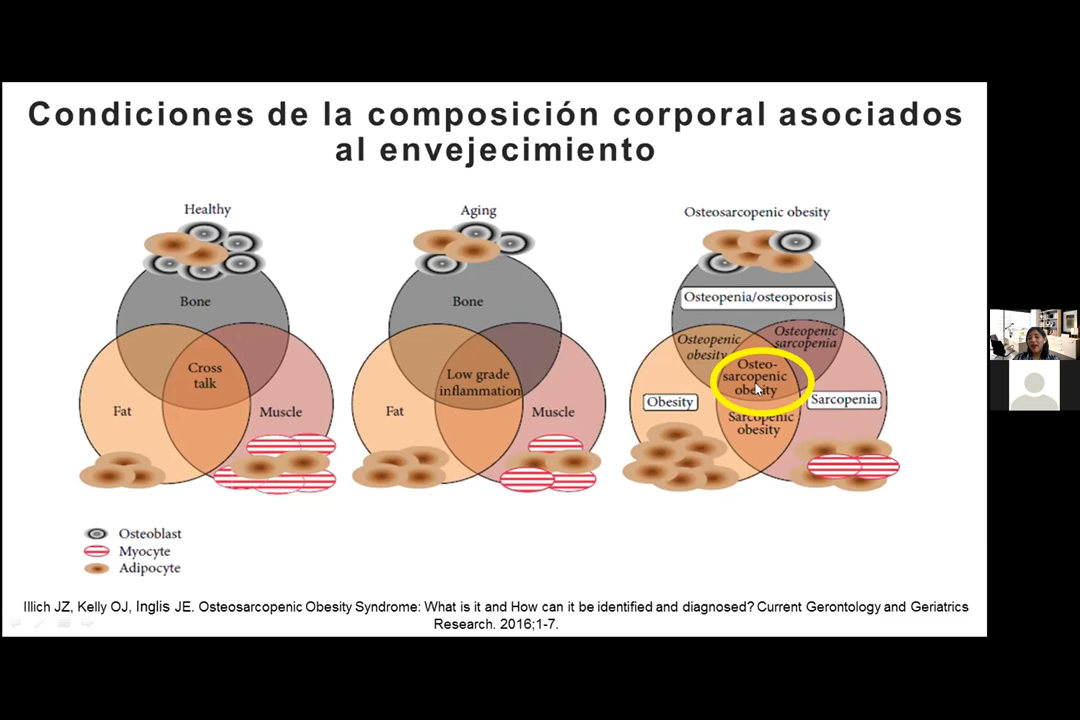 Condiciones de la composición corporal asociados
al envejecimiento
Healthy
Bone
Cross
talk
Fat
Muscle
Aging
Bone
Low grade
inflammation
Fat
Muscle
Osteosarcopenic obesity
Osteopenia/osteoporosis
Osteopenic
obesity
Osteopenic
sarcopenia
Osteo-
sarcopenic
obesity
Obesity
Sarcopenia
Sarcopenic
obesity
Osteoblast
Myocyte
Adipocyte
Illich JZ, Kelly OJ, Inglis JE. Osteosarcopenic Obesity Syndrome: What is it and How can it be identified and diagnosed? Current Gerontology and Geriatrics
Research. 2016;1-7.